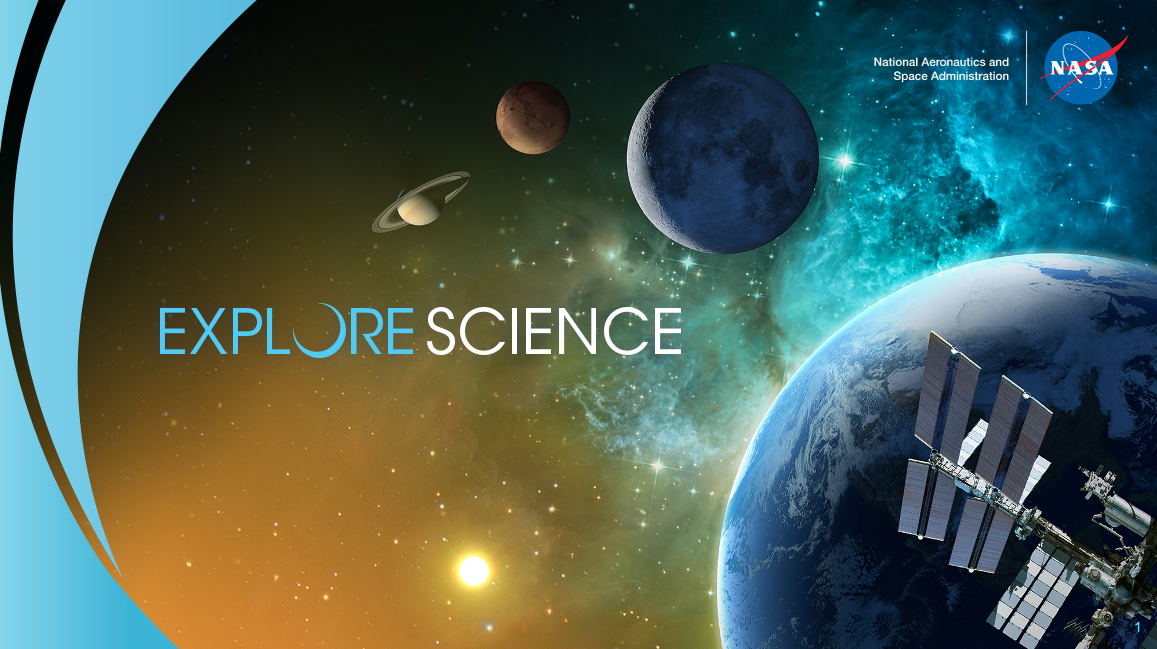 National Aeronautics and
Space Administration
NASA
EXPLORE SCIENCE
1